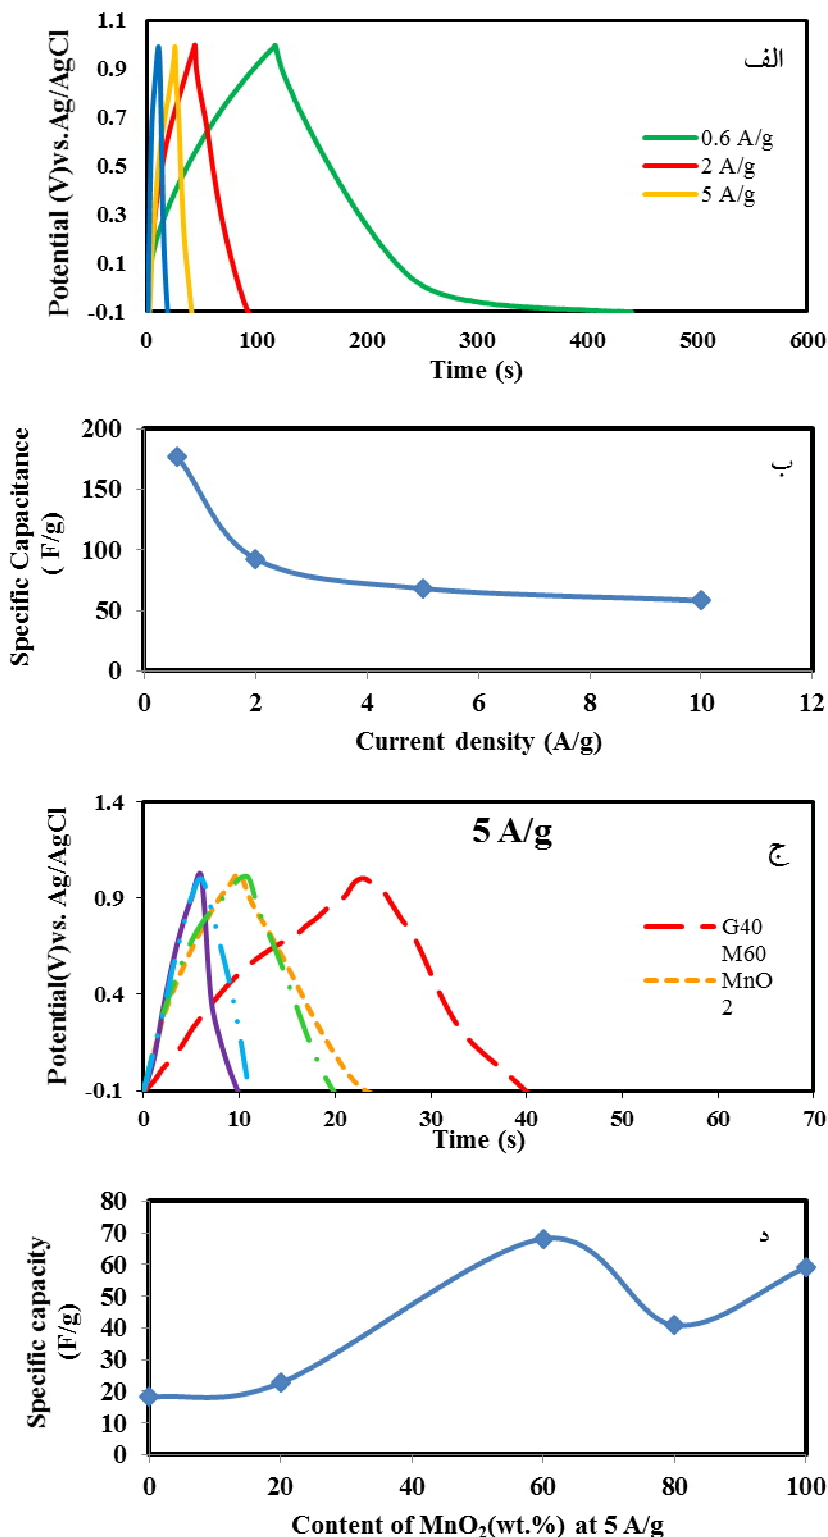 1.1
0.9
0.7
0.5
0.3
0.1
-0.1
Potential (V)vs.Ag/AgCl
الف
0.6 A/g
2 A/g
5 A/g
0 100 200 300 400 500 600
Time (s)
200
150
100
50
0
Specific Capacitance
( F/g)
ب
0 2 4 6 8 10 12
Current density (A/g)
1.4
0.9
0.4
-0.1
Potential(V)vs. Ag/AgCl
5 A/g
ج
G40
M60
MnO
2
0 10 20 30 40 50 60 70
Time (s)
80
70
60
50
40
30
20
10
0
Specific capacity
(F/g)
د
0 20 40 60 80 100
Content of MnO₂(wt.%) at 5 A/g